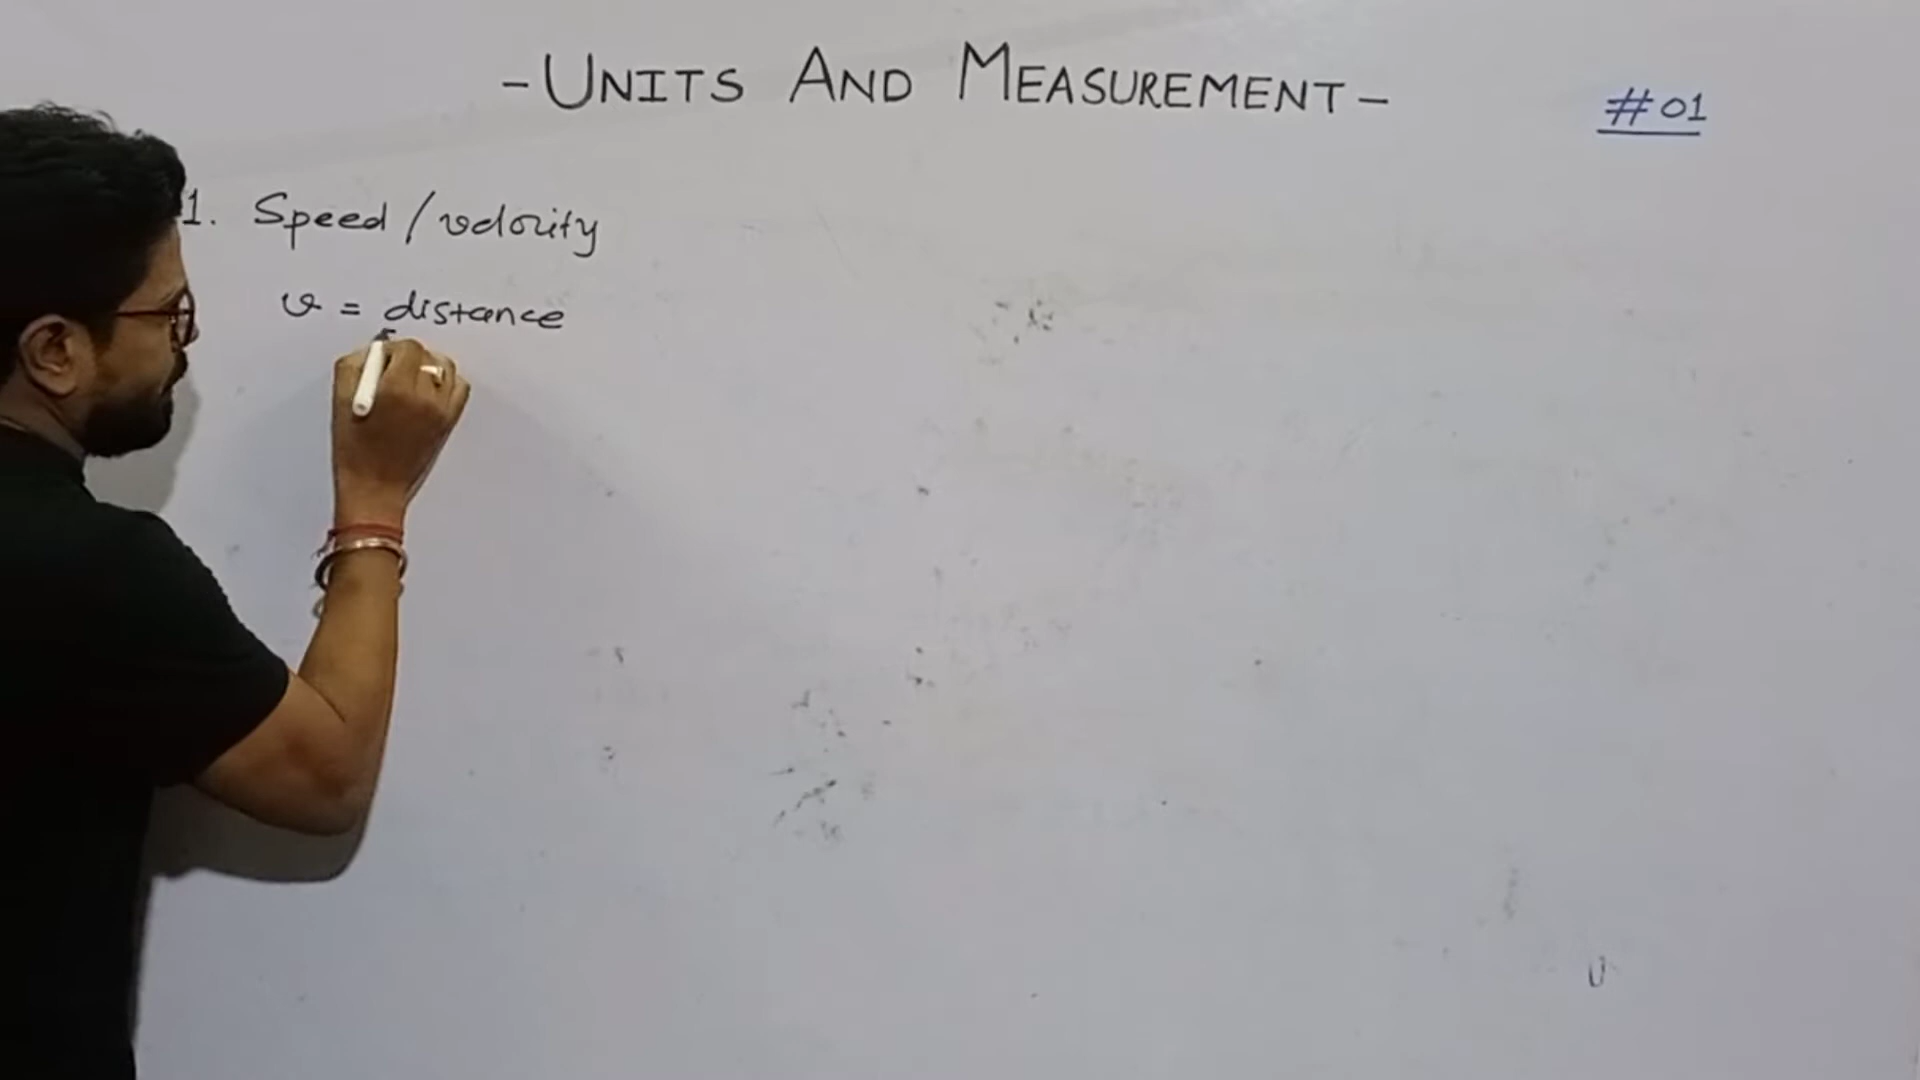 - UNITS AND MEASUREMENT -
#01
1. Speed / velocity
v = distance
U